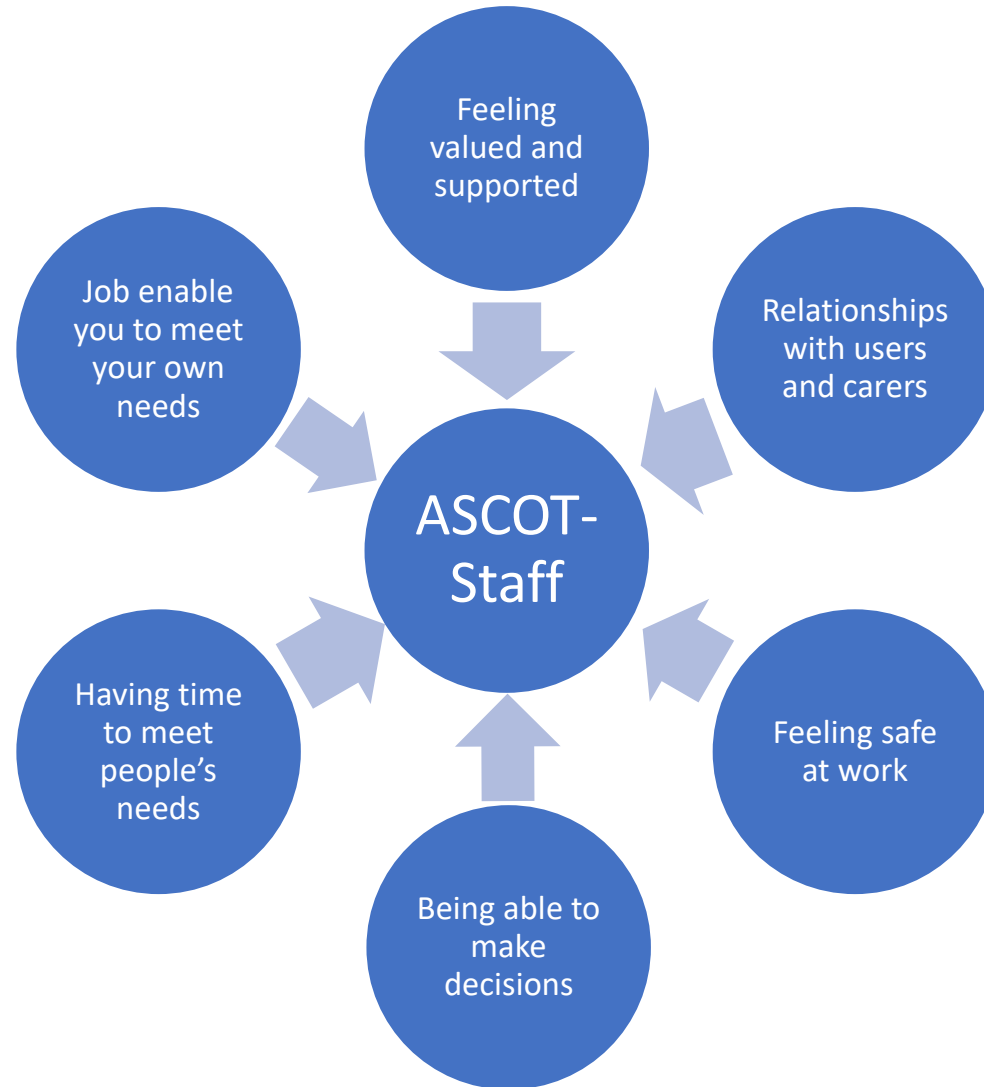 Feeling
valued and
supported
Relationships
with users
and carers
Feeling safe
at work
Being able to
make
decisions
Having time
to meet
people’s
needs
Job enable
you to meet
your own
needs
ASCOT-
Staff